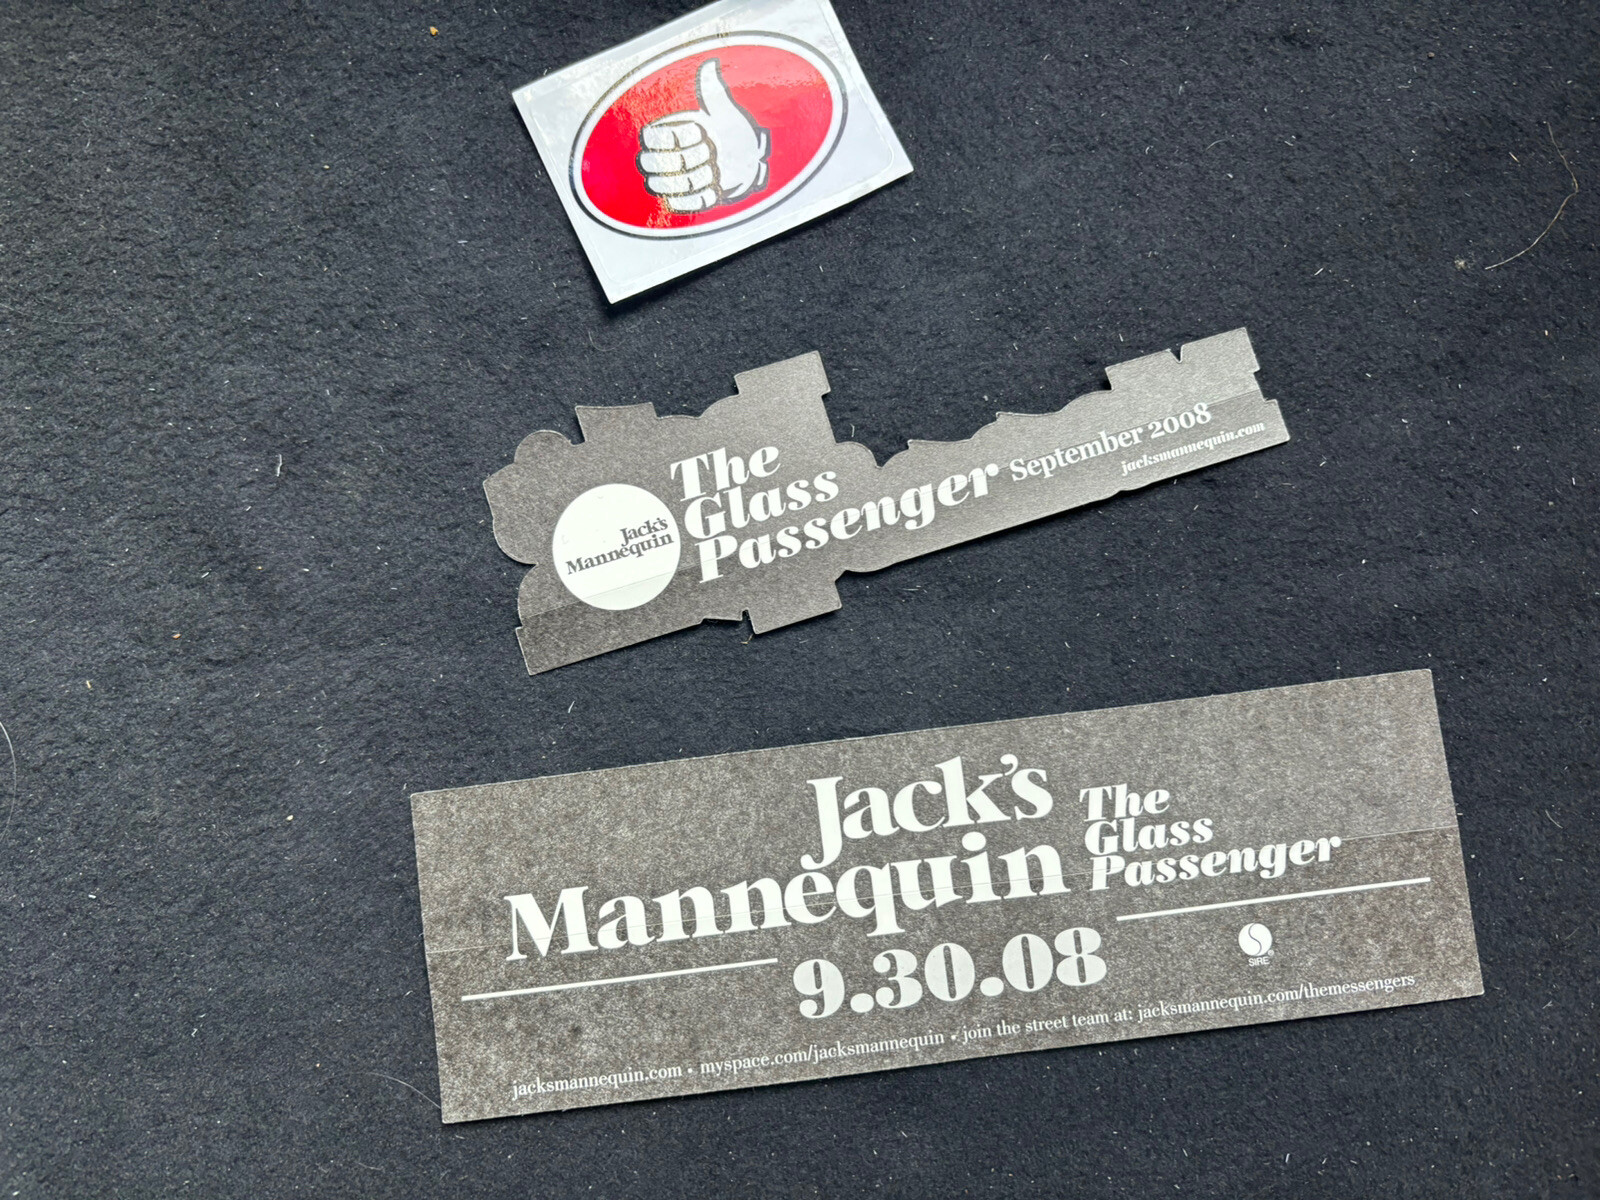 Jack's
Mannequin
The
Glass
Passenger September 2008
jacksmannequin.com
Jack's
Mannequin
The
Glass
Passenger
9.30.08
SIRE
jacksmannequin.com • myspace.com/jacksmannequin • join the street team at: jacksmannequin.com/themessengers